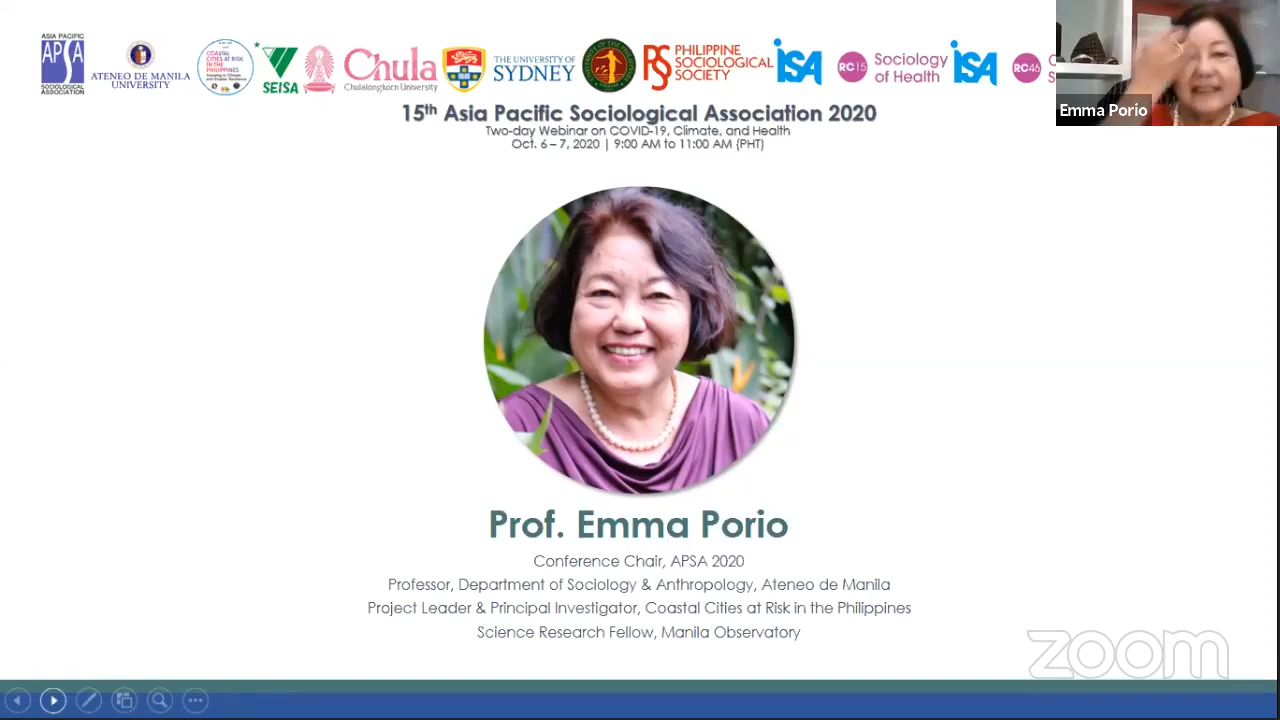 ASIA PACIFIC
APSA
SOCIOLOGICAL
ASSOCIATION
ATENEO DE MANILA
UNIVERSITY
COASTAL
CITIES AT RISK
IN THE
PHILIPPINES
SEISA
Chula
Chulalongkorn University
THE UNIVERSITY OF
SYDNEY
PSS
PHILIPPINE
SOCIOLOGICAL
SOCIETY
isa
RC15
Sociology
of Health
isa
RC46
Emma Porio
15th Asia Pacific Sociological Association 2020
Two-day Webinar on COVID-19, Climate, and Health
Oct. 6 – 7, 2020 | 9:00 AM to 11:00 AM (PHT)
Prof. Emma Porio
Conference Chair, APSA 2020
Professor, Department of Sociology & Anthropology, Ateneo de Manila
Project Leader & Principal Investigator, Coastal Cities at Risk in the Philippines
Science Research Fellow, Manila Observatory
zoom